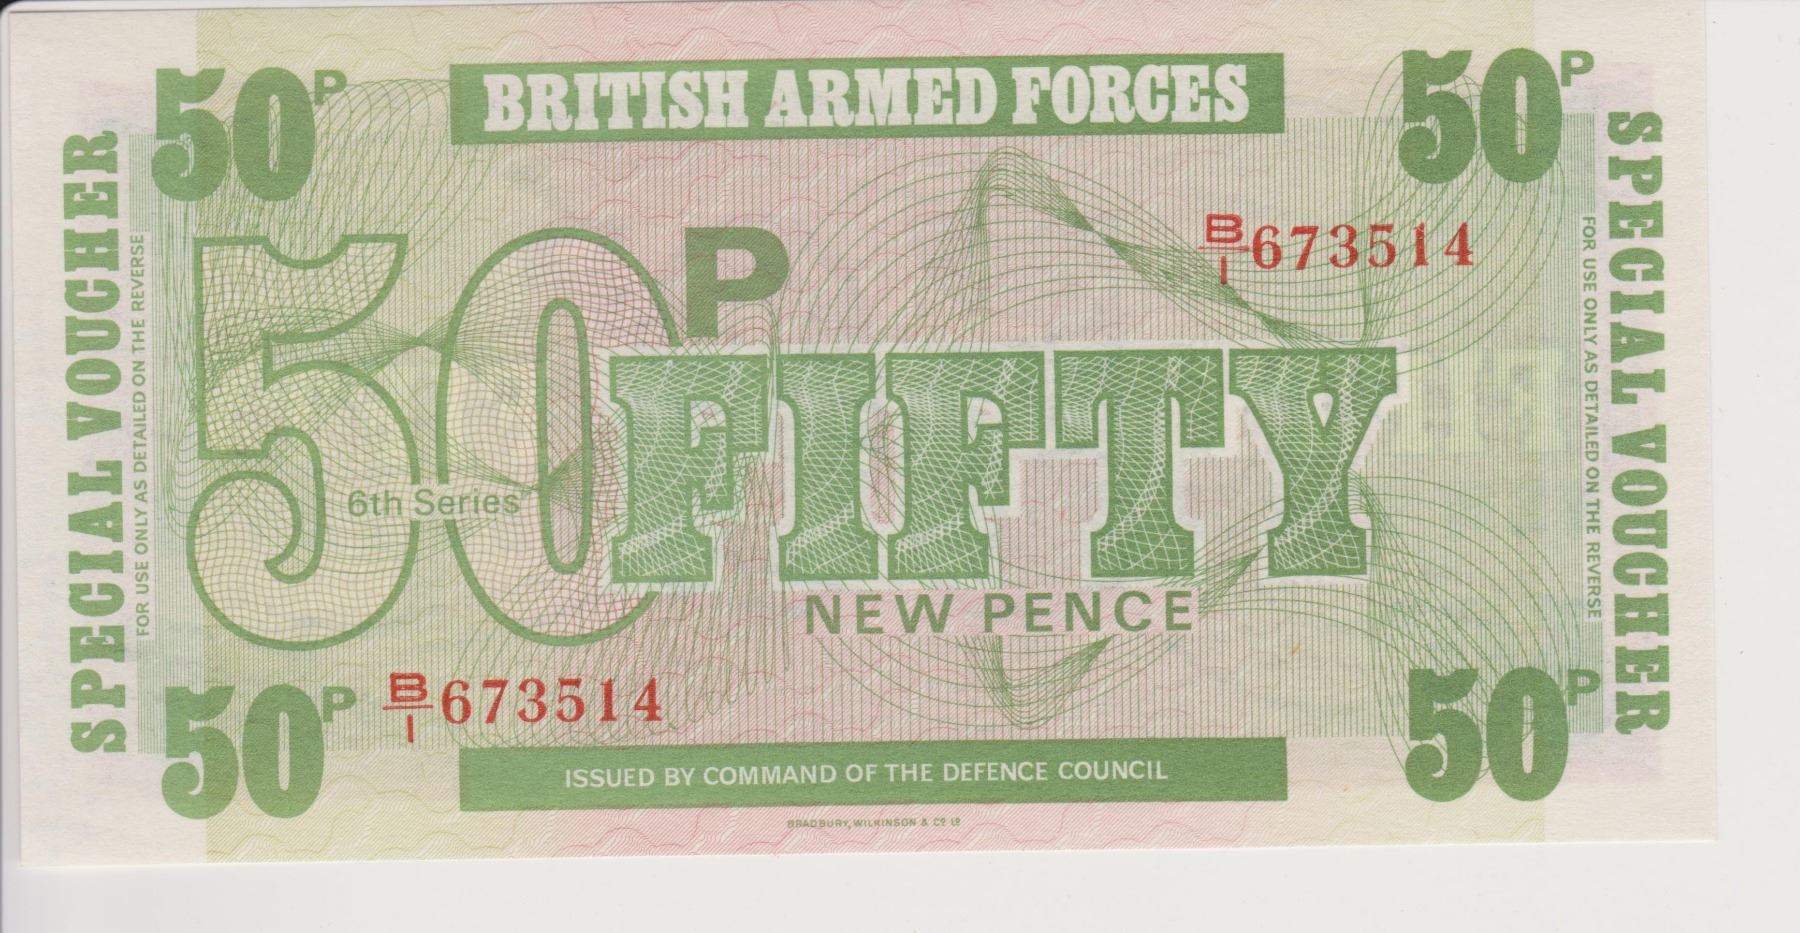 50P
BRITISH ARMED FORCES
50P
SPECIAL VOUCHER
FOR USE ONLY AS DETAILED ON THE REVERSE
SPECIAL VOUCHER
FOR USE ONLY AS DETAILED ON THE REVERSE
B/1 673514
50P
FIFTY
6th Series
NEW PENCE
B/1 673514
50P
50P
ISSUED BY COMMAND OF THE DEFENCE COUNCIL
BRADBURY, WILKINSON & Cº Lº